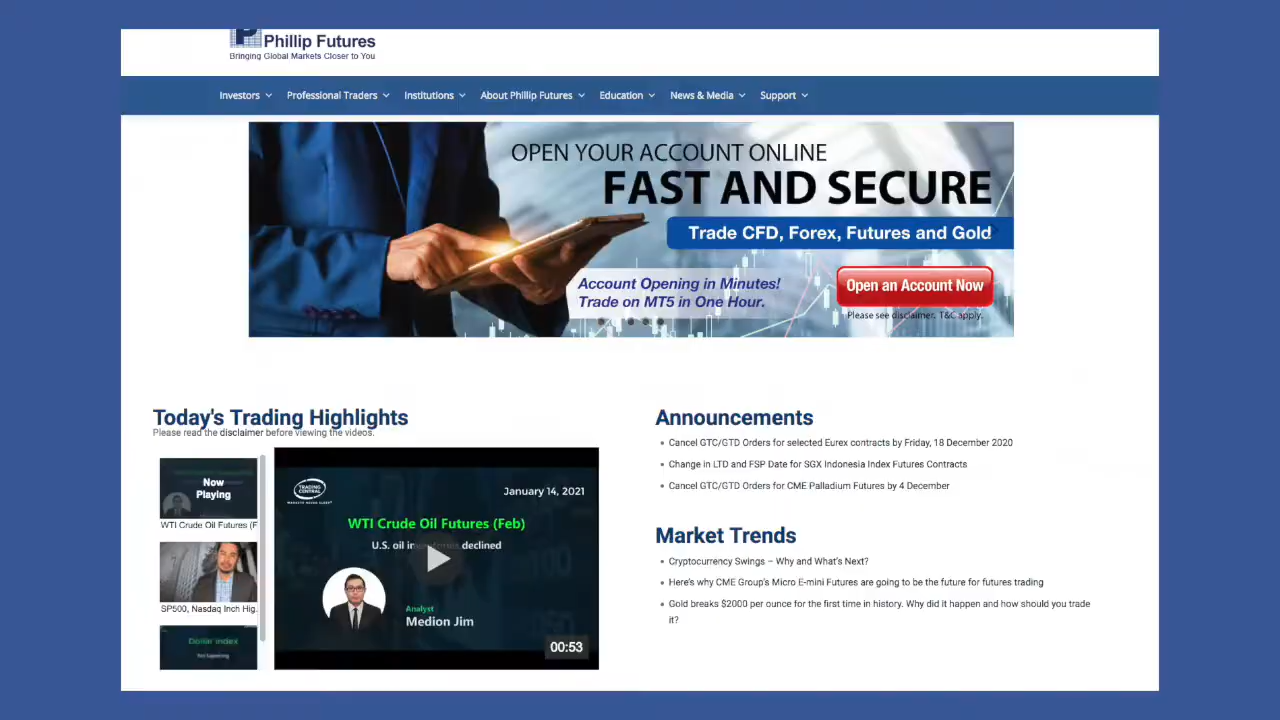 Phillip Futures
Bringing Global Markets Closer to You
Investors
Professional Traders
Institutions
About Phillip Futures
Education
News & Media
Support
OPEN YOUR ACCOUNT ONLINE
FAST AND SECURE
Trade CFD, Forex, Futures and Gold
Account Opening in Minutes!
Trade on MT5 in One Hour.
Open an Account Now
Please see disclaimer. T&C apply.
Today's Trading Highlights
Please read the disclaimer before viewing the videos.
Now
Playing
WTI Crude Oil Futures (F
SP500, Nasdaq Inch Hig.
Dollar Index
TRADING
CENTRAL
January 14, 2021
WTI Crude Oil Futures (Feb)
U.S. oil declined
Analyst
Medion Jim
00:53
Announcements
Cancel GTC/GTD Orders for selected Eurex contracts by Friday, 18 December 2020
Change in LTD and FSP Date for SGX Indonesia Index Futures Contracts
Cancel GTC/GTD Orders for CME Palladium Futures by 4 December
Market Trends
Cryptocurrency Swings – Why and What's Next?
Here's why CME Group's Micro E-mini Futures are going to be the future for futures trading
Gold breaks $2000 per ounce for the first time in history. Why did it happen and how should you trade
it?